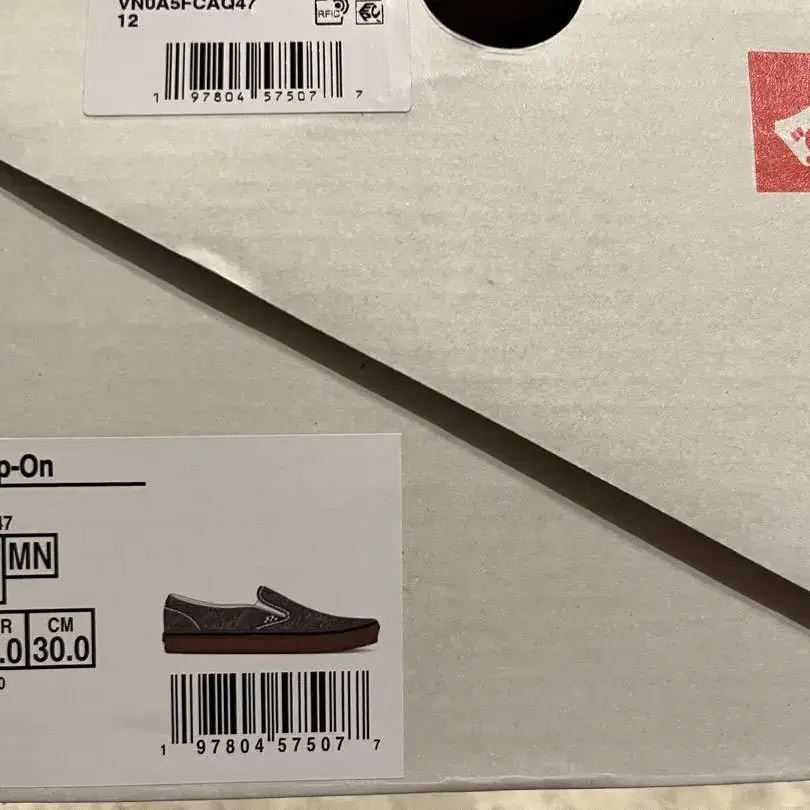 VN0A5FCAQ47
12
RFID
1 97804 57507 7
p-On
47
MN
R CM
.0 30.0
0
1 97804 57507 7